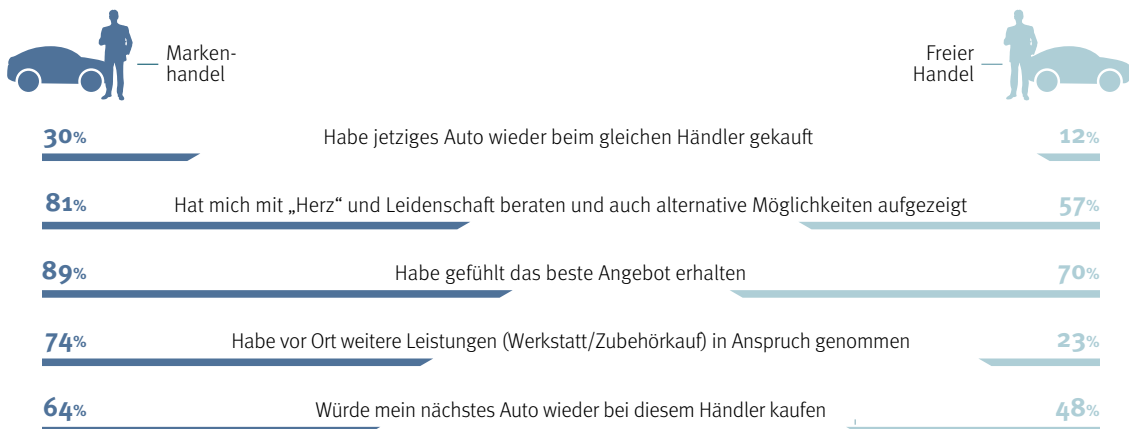 Marken-
handel
Freier
Handel
30% Habe jetziges Auto wieder beim gleichen Händler gekauft 12%
81% Hat mich mit „Herz“ und Leidenschaft beraten und auch alternative Möglichkeiten aufgezeigt 57%
89% Habe gefühlt das beste Angebot erhalten 70%
74% Habe vor Ort weitere Leistungen (Werkstatt/Zubehörkauf) in Anspruch genommen 23%
64% Würde mein nächstes Auto wieder bei diesem Händler kaufen 48%